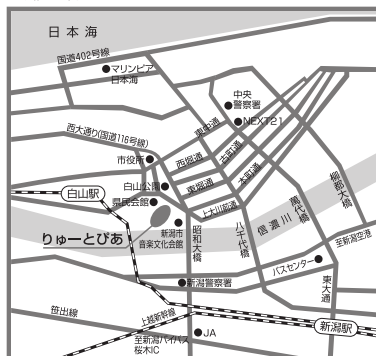 日本海
国道402号線
マリンピア
日本海
中央
警察署
NEXT21
西大通り(国道116号線)
東中通
市役所
西堀通
古町通
白山公園
東堀通
本町通
白山駅
県民会館
上大川前通
りゅーとぴあ
新潟市
音楽文化会館
昭和大橋
八千代橋
信濃川
萬代橋
柳都大橋
至新潟空港
バスセンター
東大通
新潟警察署
笹出線
上越新幹線
新潟駅
至新潟バイパス
桜木IC
JA